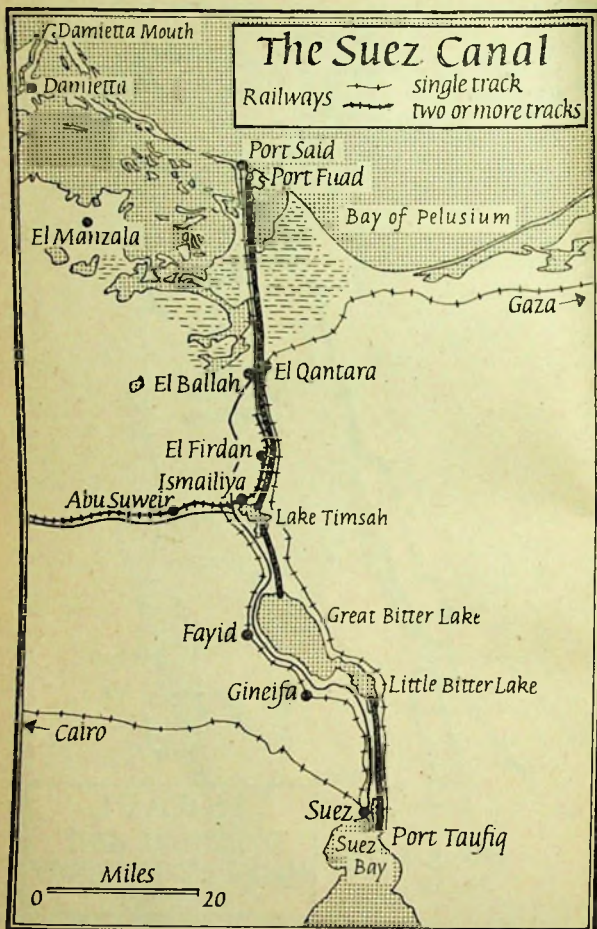 Damietta Mouth
Damietta
The Suez Canal
Railways
single track
two or more tracks
Port Said
Port Fuad
Bay of Pelusium
El Manzala
Gaza
El Ballah
El Qantara
El Firdan
Ismailiya
Abu Suweir
Lake Timsah
Great Bitter Lake
Fayid
Little Bitter Lake
Gineifa
Cairo
Suez
Port Taufiq
Suez
Bay
Miles
0 20